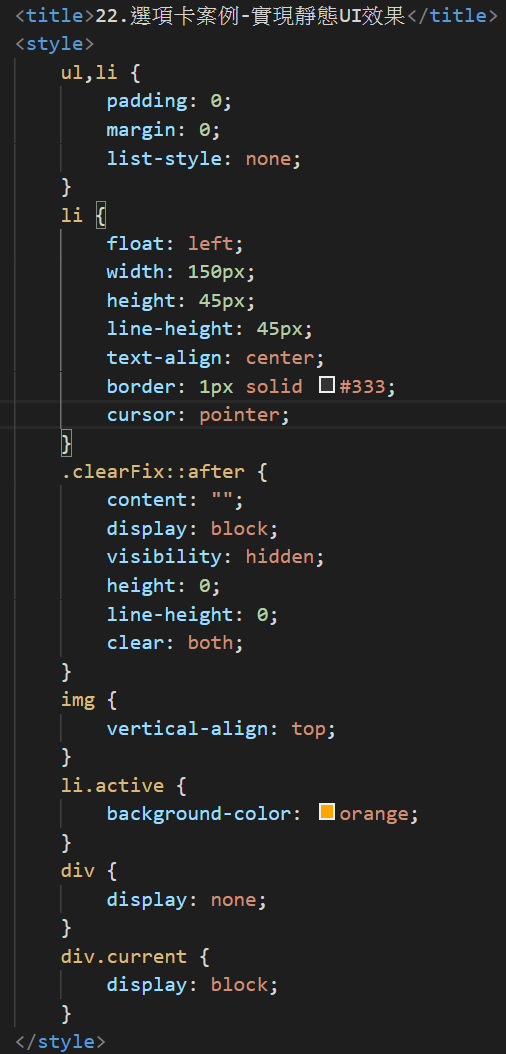 <title>22.選項卡案例-實現靜態UI效果</title>
<style>
ul,li {
padding: 0;
margin: 0;
list-style: none;
}
li {
float: left;
width: 150px;
height: 45px;
line-height: 45px;
text-align: center;
border: 1px solid #333;
cursor: pointer;
}
.clearFix::after {
content: "";
display: block;
visibility: hidden;
height: 0;
line-height: 0;
clear: both;
}
img {
vertical-align: top;
}
li.active {
background-color: orange;
}
div {
display: none;
}
div.current {
display: block;
}
</style>